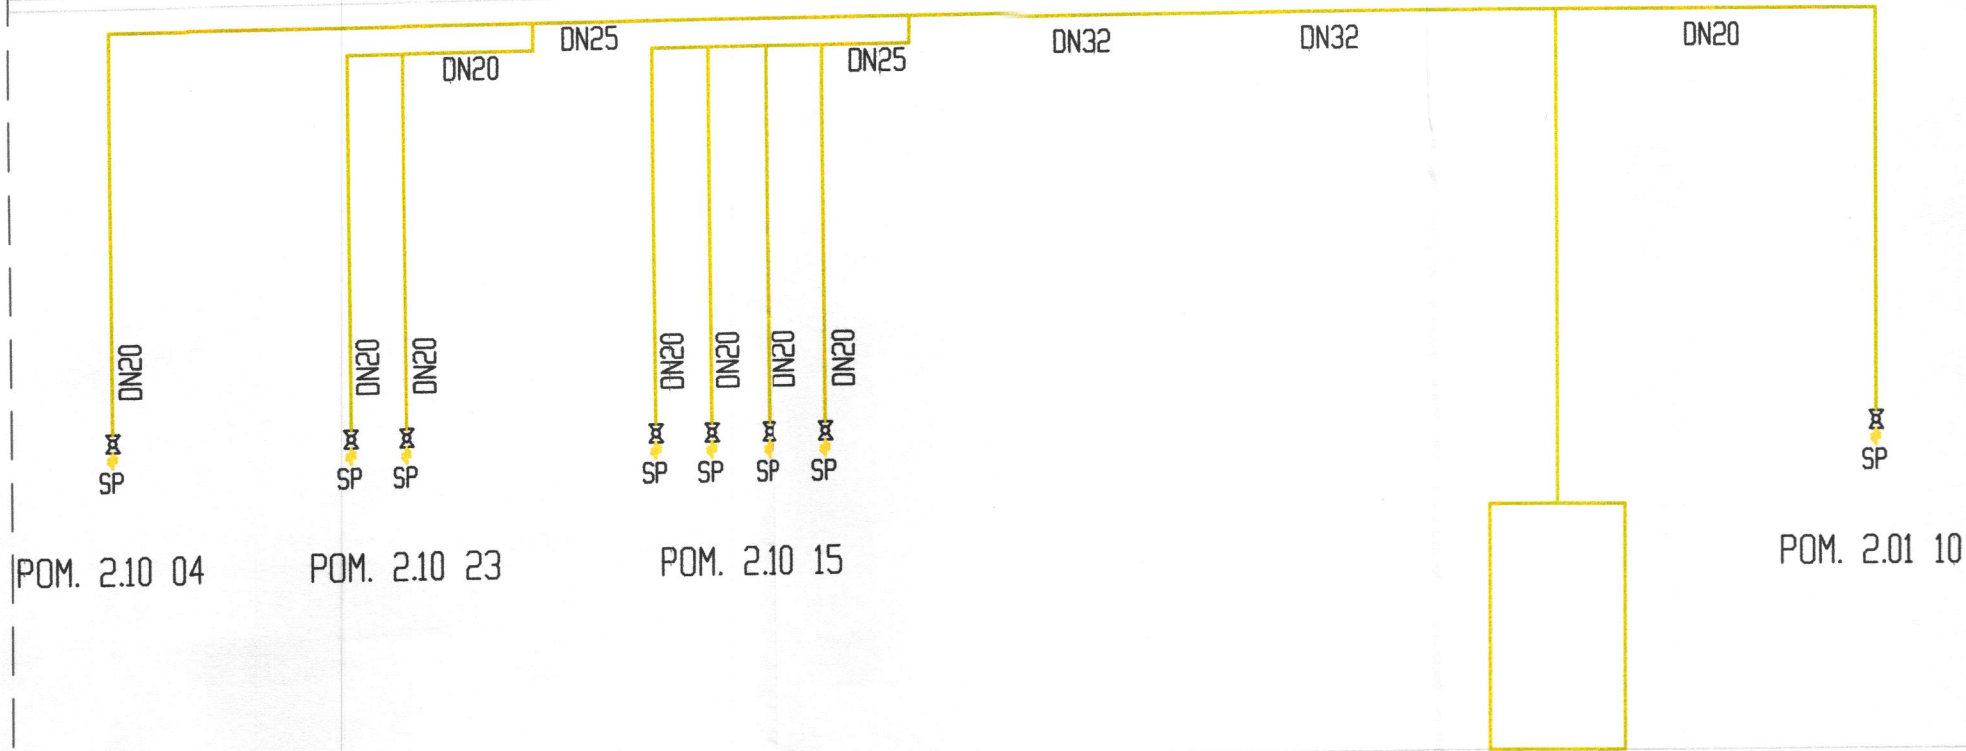 DN25
DN20
DN25
DN32
DN32
DN20
DN20
DN20
DN20
DN20
DN20
DN20
DN20
SP
SP
SP
SP
SP
SP
SP
SP
POM. 2.10 04
POM. 2.10 23
POM. 2.10 15
POM. 2.01 10